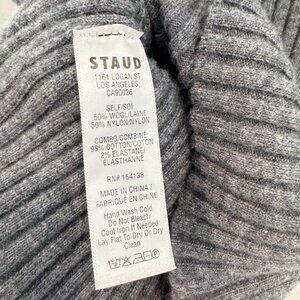 STAUD
1161 LOGAN ST
LOS ANGELES,
CA90026
SELF/SOI:
50% WOOL/LAINE
50% NYLON/NYLON
COMBO/COMBINÉ
98% COTTON/COTON
2% ELASTANE/
ELASTHANNE
RN# 154138
MADE IN CHINA /
FABRIQUÉ EN CHINE
Hand Wash Cold
Do Not Bleach
Cool Iron If Needed
Lay Flat To Dry Or Dry
Clean